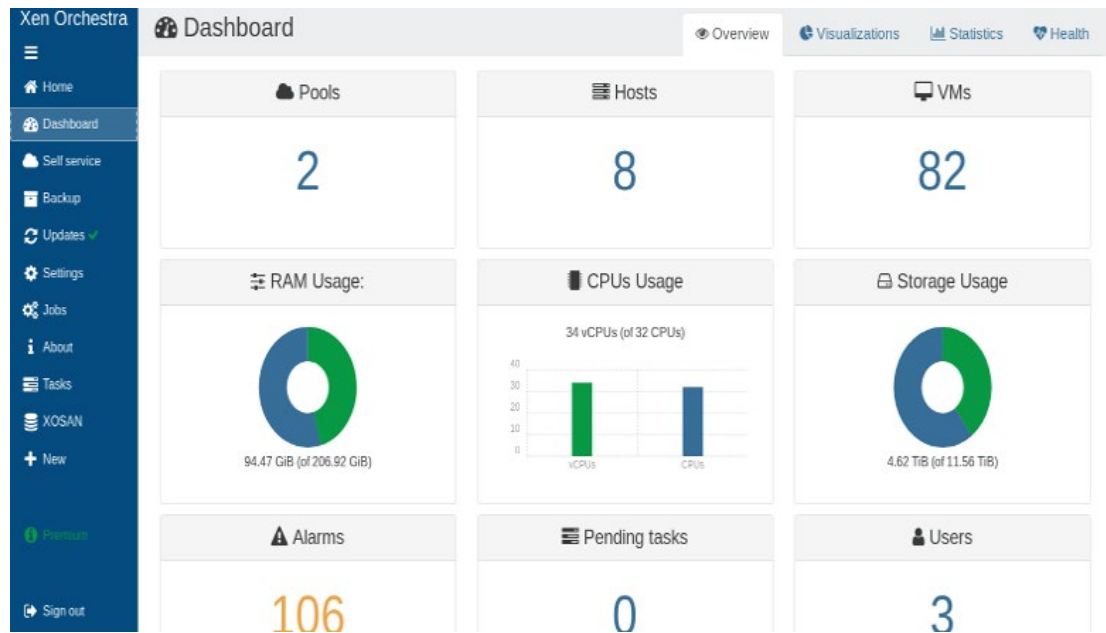 Xen Orchestra
Home
Dashboard
Self service
Backup
Updates
Settings
Jobs
About
Tasks
XOSAN
New
Premium
Sign out
Dashboard
Overview
Visualizations
Statistics
Health
Pools
2
Hosts
8
VMs
82
RAM Usage:
94.47 GiB (of 206.92 GiB)
CPUs Usage
34 vCPUs (of 32 CPUs)
40
30
20
10
0
vCPUs
CPUs
Storage Usage
4.62 TiB (of 11.56 TiB)
Alarms
106
Pending tasks
0
Users
3